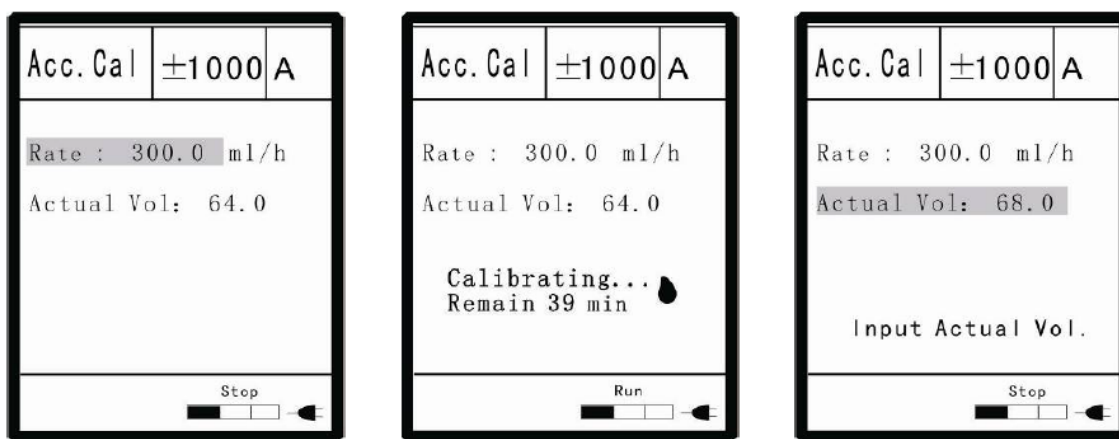 Acc.Cal ±1000 A
Rate : 300.0 ml/h
Actual Vol: 64.0
Stop
Acc.Cal ±1000 A
Rate : 300.0 ml/h
Actual Vol: 64.0
Calibrating...
Remain 39 min
Run
Acc.Cal ±1000 A
Rate : 300.0 ml/h
Actual Vol: 68.0
Input Actual Vol.
Stop